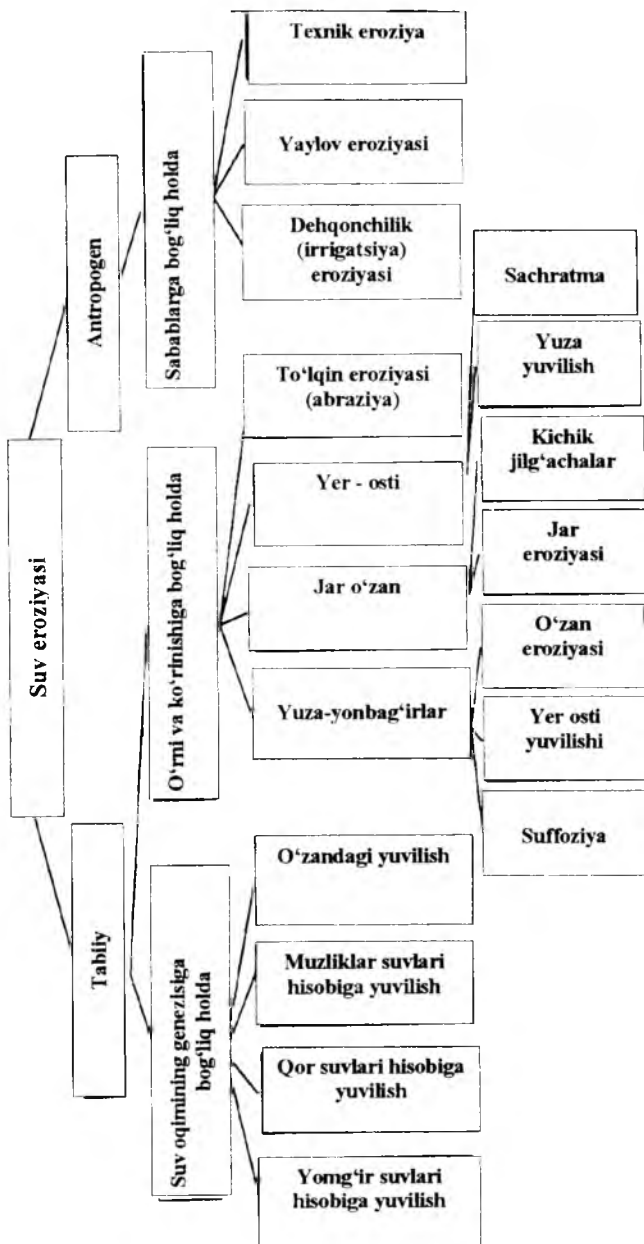 Suv eroziyasi
Antropogen
Tabiiy
Sabablarga bog‘liq holda
O‘rni va ko‘rinishiga bog‘liq holda
Suv oqimining genezisiga
bog‘liq holda
Texnik eroziya
Yaylov eroziyasi
Dehqonchilik
(irrigatsiya)
eroziyasi
To‘lqin eroziyasi
(abraziya)
Yer - osti
Jar o‘zan
Yuza-yonbag‘irlar
O‘zandagi yuvilish
Muzliklar suvlari
hisobiga yuvilish
Qor suvlari hisobiga
yuvilish
Yomg‘ir suvlari
hisobiga yuvilish
Sachratma
Yuza
yuvilish
Kichik
jilg‘achalar
Jar
eroziyasi
O‘zan
eroziyasi
Yer osti
yuvilishi
Suffoziya